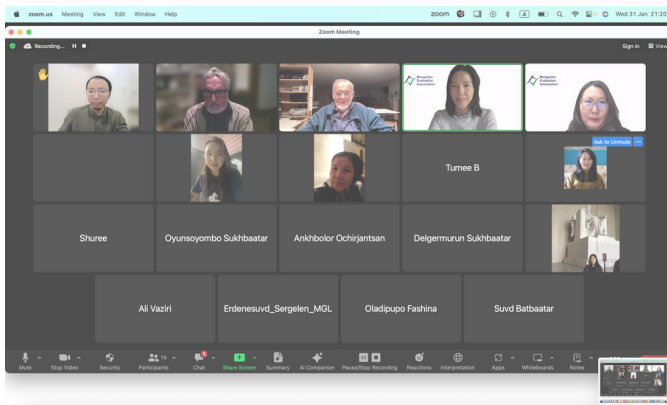 zoom.us Meeting View Edit Window Help
zoom A Wed 31 Jan 21:20
Zoom Meeting
Recording...
Sign in View
Mongolian
Evaluation
Association
Mongolian
Evaluation
Association
Ask to Unmute ...
Tumee B
Shuree
Oyunsoyombo Sukhbaatar
Ankhbolor Ochirjantsan
Delgermurun Sukhbaatar
Ali Vaziri
Erdenesuvd_Sergelen_MGL
Oladipupo Fashina
Suvd Batbaatar
19
1
Mute
Stop Video
Security
Participants
Chat
Share Screen
Summary
AI Companion
Pause/Stop Recording
Reactions
Interpretation
Apps
Whiteboards
Notes